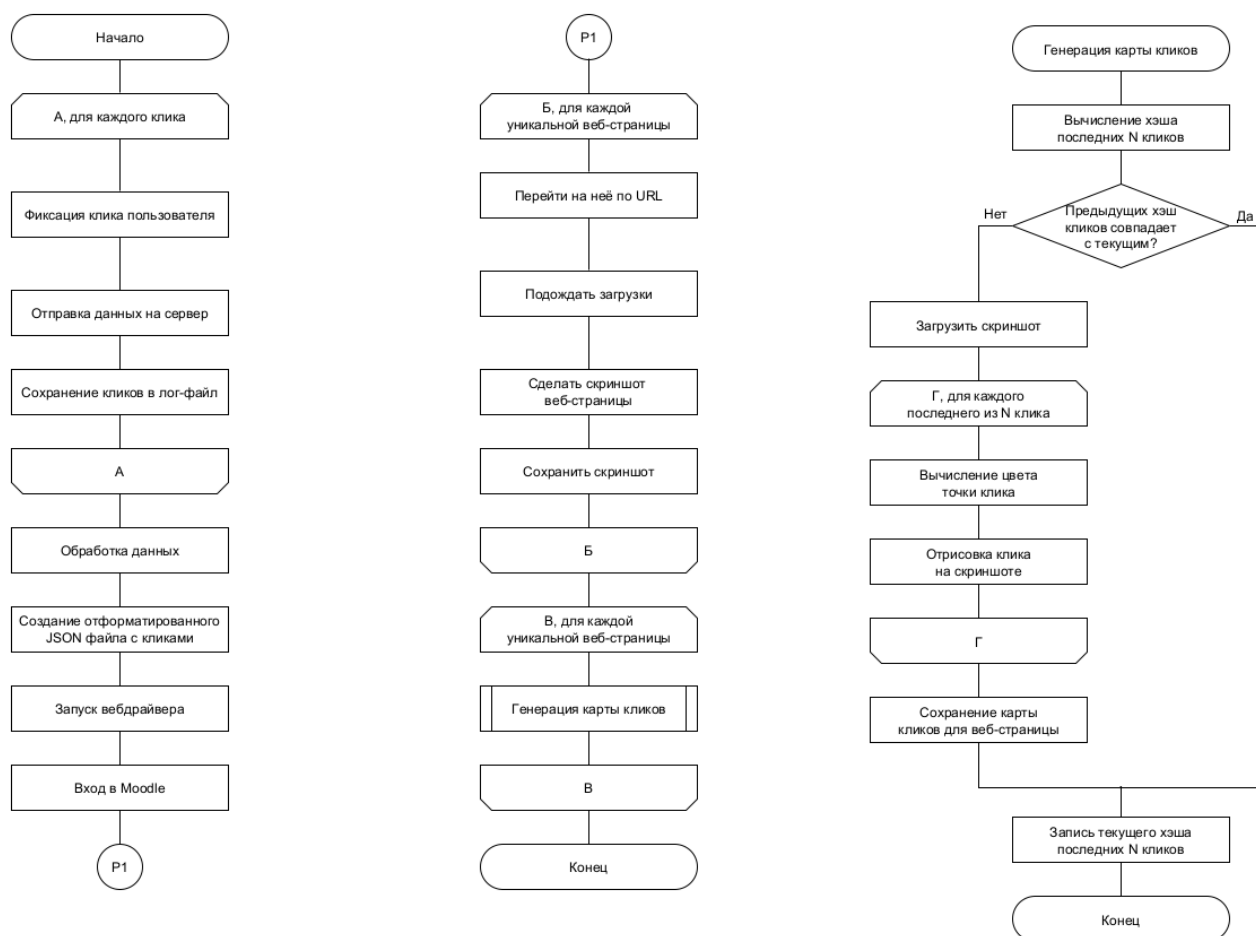 Начало
А, для каждого клика
Фиксация клика пользователя
Отправка данных на сервер
Сохранение кликов в лог-файл
А
Обработка данных
Создание отформатированного
JSON файла с кликами
Запуск вебдрайвера
Вход в Moodle
P1
P1
Б, для каждой
уникальной веб-страницы
Перейти на неё по URL
Подождать загрузки
Сделать скриншот
веб-страницы
Сохранить скриншот
Б
В, для каждой
уникальной веб-страницы
Генерация карты кликов
В
Конец
Генерация карты кликов
Вычисление хэша
последних N кликов
Нет
Предыдущих хэш
кликов совпадает
с текущим?
Да
Загрузить скриншот
Г, для каждого
последнего из N клика
Вычисление цвета
точки клика
Отрисовка клика
на скриншоте
Г
Сохранение карты
кликов для веб-страницы
Запись текущего хэша
последних N кликов
Конец